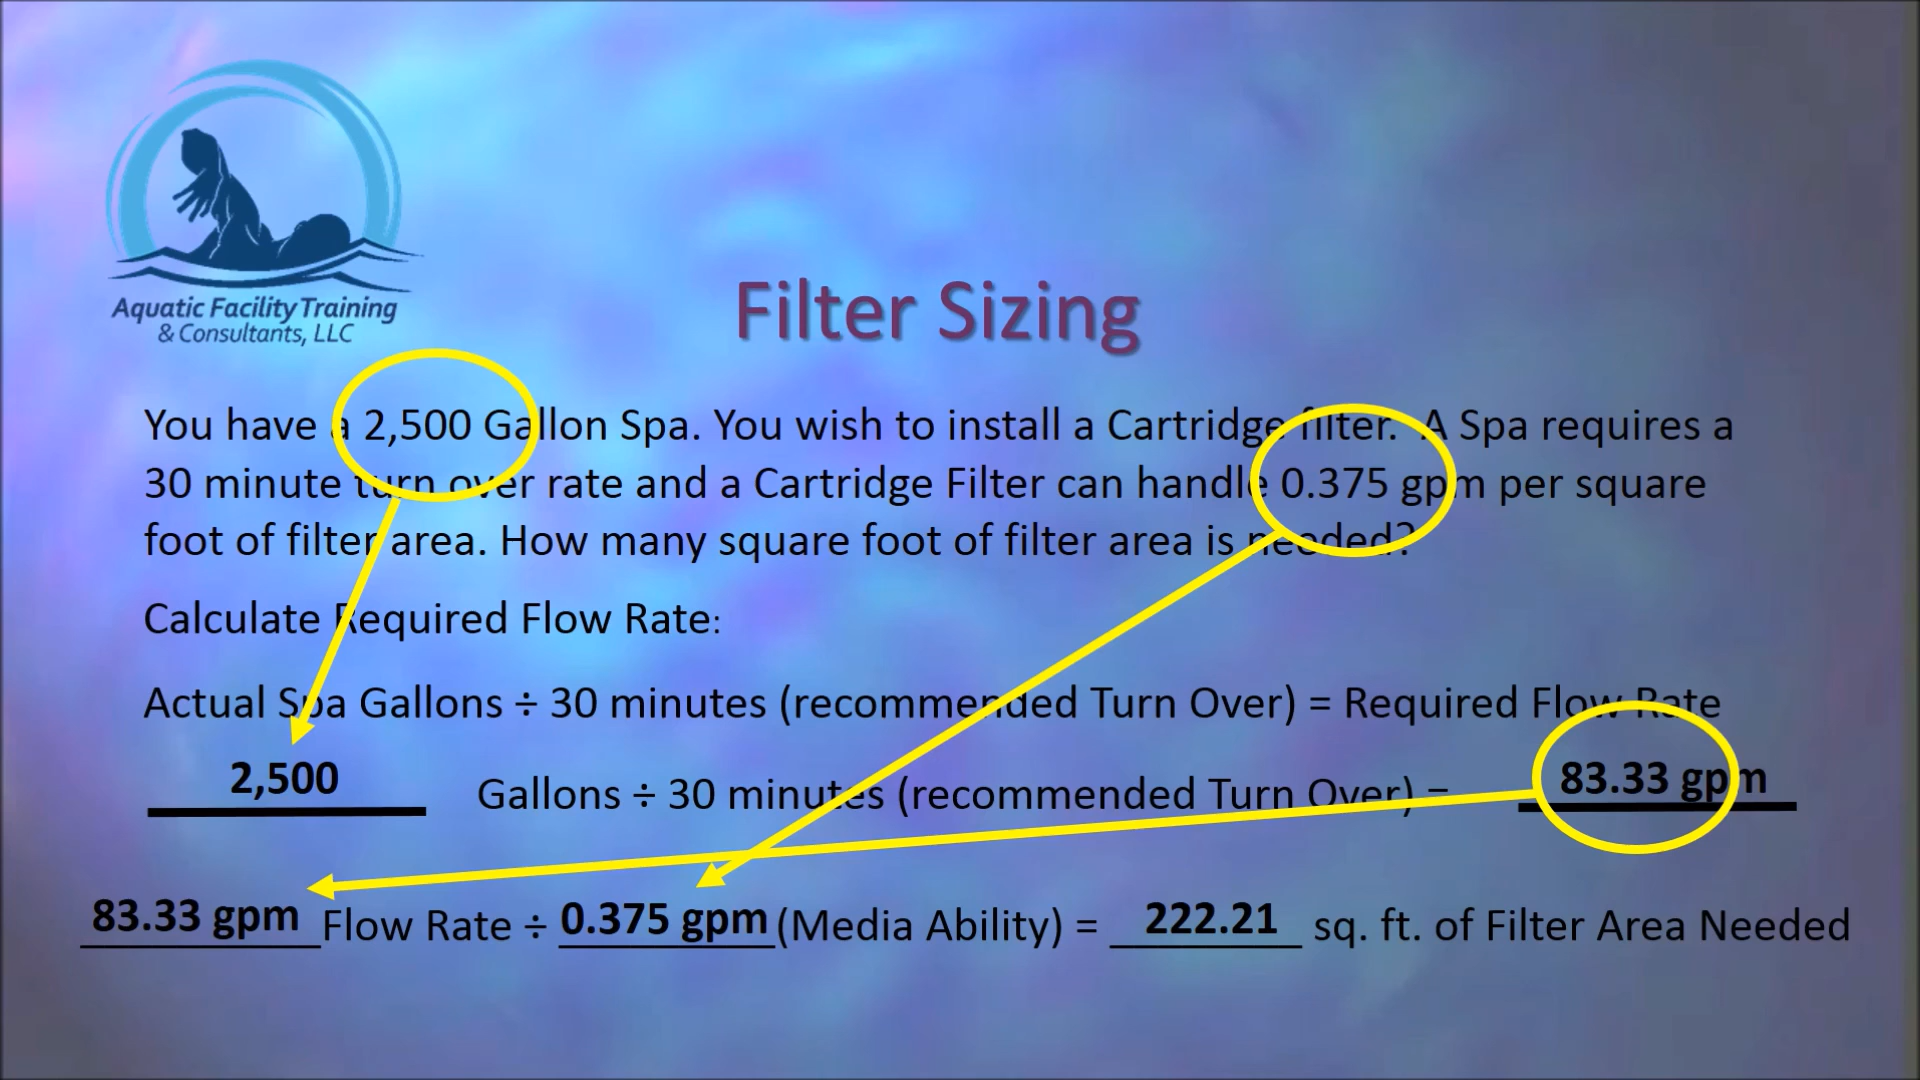 Aquatic Facility Training
& Consultants, LLC
Filter Sizing
You have a 2,500 Gallon Spa. You wish to install a Cartridge filter. A Spa requires a
30 minute turn over rate and a Cartridge Filter can handle 0.375 gpm per square
foot of filter area. How many square foot of filter area is needed?
Calculate Required Flow Rate:
Actual Spa Gallons ÷ 30 minutes (recommended Turn Over) = Required Flow Rate
2,500 Gallons ÷ 30 minutes (recommended Turn Over) = 83.33 gpm
83.33 gpm Flow Rate ÷ 0.375 gpm (Media Ability) = 222.21 sq. ft. of Filter Area Needed